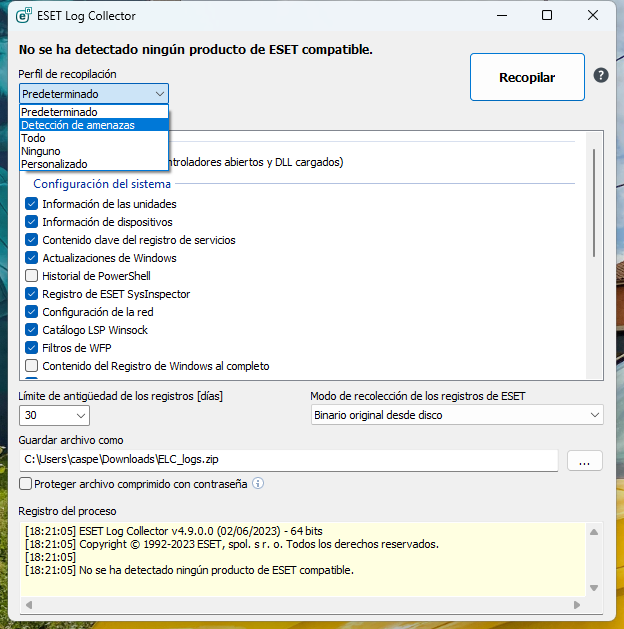 ESET Log Collector
No se ha detectado ningún producto de ESET compatible.
Perfil de recopilación
Recopilar
Predeterminado
Predeterminado
Detección de amenazas
Todo
Ninguno
Personalizado
ntroladores abiertos y DLL cargados)
Configuración del sistema
Información de las unidades
Información de dispositivos
Contenido clave del registro de servicios
Actualizaciones de Windows
Historial de PowerShell
Registro de ESET SysInspector
Configuración de la red
Catálogo LSP Winsock
Filtros de WFP
Contenido del Registro de Windows al completo
Límite de antigüedad de los registros [días]
Modo de recolección de los registros de ESET
30
Binario original desde disco
Guardar archivo como
C:\Users\caspe\Downloads\ELC_logs.zip
...
Proteger archivo comprimido con contraseña
Registro del proceso
[18:21:05] ESET Log Collector v4.9.0.0 (02/06/2023) - 64 bits
[18:21:05] Copyright © 1992-2023 ESET, spol. s r. o. Todos los derechos reservados.
[18:21:05]
[18:21:05] No se ha detectado ningún producto de ESET compatible.